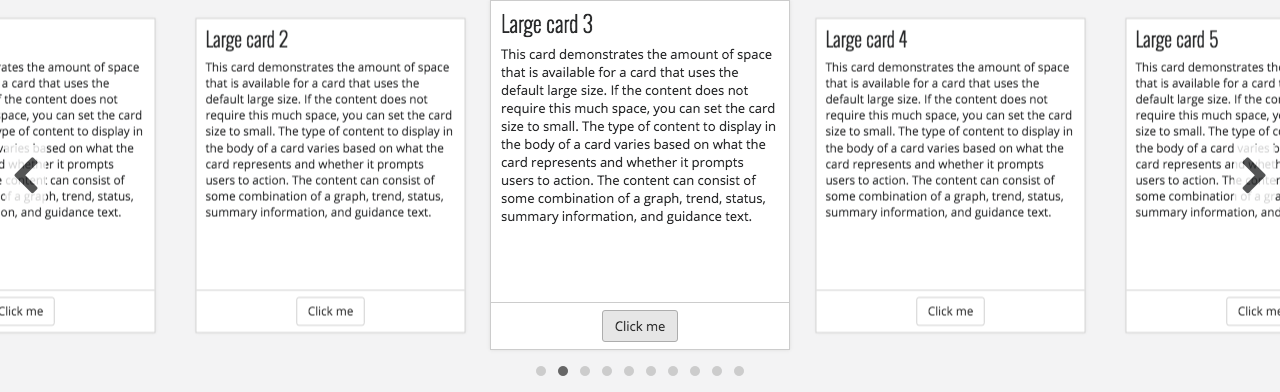 ates the amount of space
a card that uses the
f the content does not
space, you can set the card
ype of content to display in
varies based on what the
d whether it prompts
content can consist of
of a graph, trend, status,
on, and guidance text.
Click me
Large card 2
This card demonstrates the amount of space
that is available for a card that uses the
default large size. If the content does not
require this much space, you can set the card
size to small. The type of content to display in
the body of a card varies based on what the
card represents and whether it prompts
users to action. The content can consist of
some combination of a graph, trend, status,
summary information, and guidance text.
Click me
Large card 3
This card demonstrates the amount of space
that is available for a card that uses the
default large size. If the content does not
require this much space, you can set the card
size to small. The type of content to display in
the body of a card varies based on what the
card represents and whether it prompts
users to action. The content can consist of
some combination of a graph, trend, status,
summary information, and guidance text.
Click me
Large card 4
This card demonstrates the amount of space
that is available for a card that uses the
default large size. If the content does not
require this much space, you can set the card
size to small. The type of content to display in
the body of a card varies based on what the
card represents and whether it prompts
users to action. The content can consist of
some combination of a graph, trend, status,
summary information, and guidance text.
Click me
Large card 5
This card demonstrates the
that is available for a card
default large size. If the co
require this much space, y
size to small. The type of c
the body of a card varies b
card represents and wheth
users to action. The conte
some combination of a gra
summary information, and
Click me